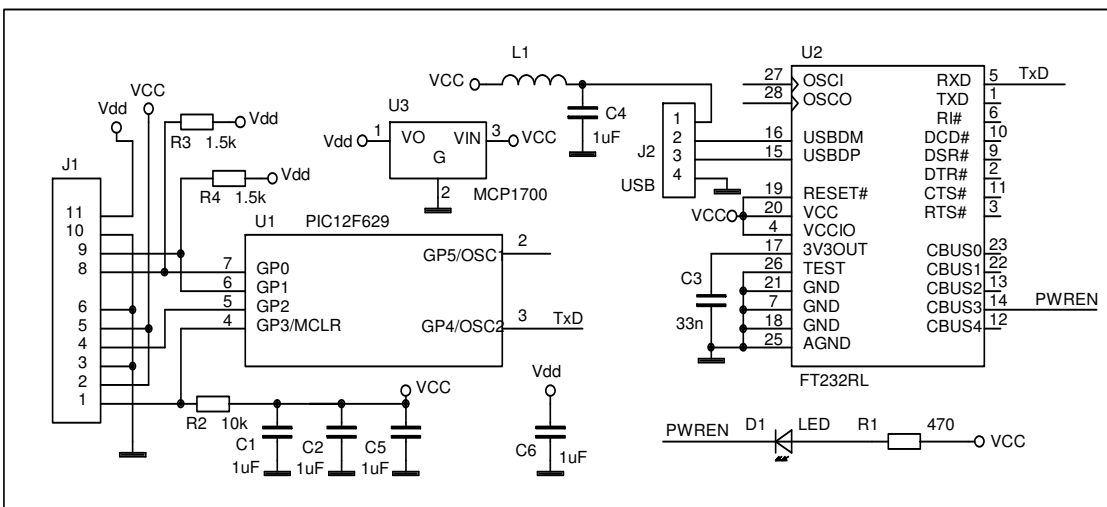 L1
VCC
C4
1uF
U3
Vdd
1
VO
VIN
3
VCC
G
2
MCP1700
J2
1
2
3
4
USB
U2
27
OSCI
28
OSCO
16
USBDM
15
USBDP
19
RESET#
VCC
20
VCC
4
VCCIO
17
3V3OUT
26
TEST
21
GND
7
GND
18
GND
25
AGND
C3
33n
RXD
5
TxD
TXD
1
RI#
6
DCD#
10
DSR#
9
DTR#
2
CTS#
11
RTS#
3
CBUS0
23
CBUS1
22
CBUS2
13
CBUS3
14
PWREN
CBUS4
12
FT232RL
Vdd
VCC
R3
1.5k
Vdd
R4
1.5k
Vdd
J1
11
10
9
8
6
5
4
3
2
1
U1
PIC12F629
7
GP0
6
GP1
5
GP2
4
GP3/MCLR
GP5/OSC1
2
GP4/OSC2
3
TxD
R2
10k
VCC
C1
1uF
C2
1uF
C5
1uF
Vdd
C6
1uF
PWREN
D1
LED
R1
470
VCC